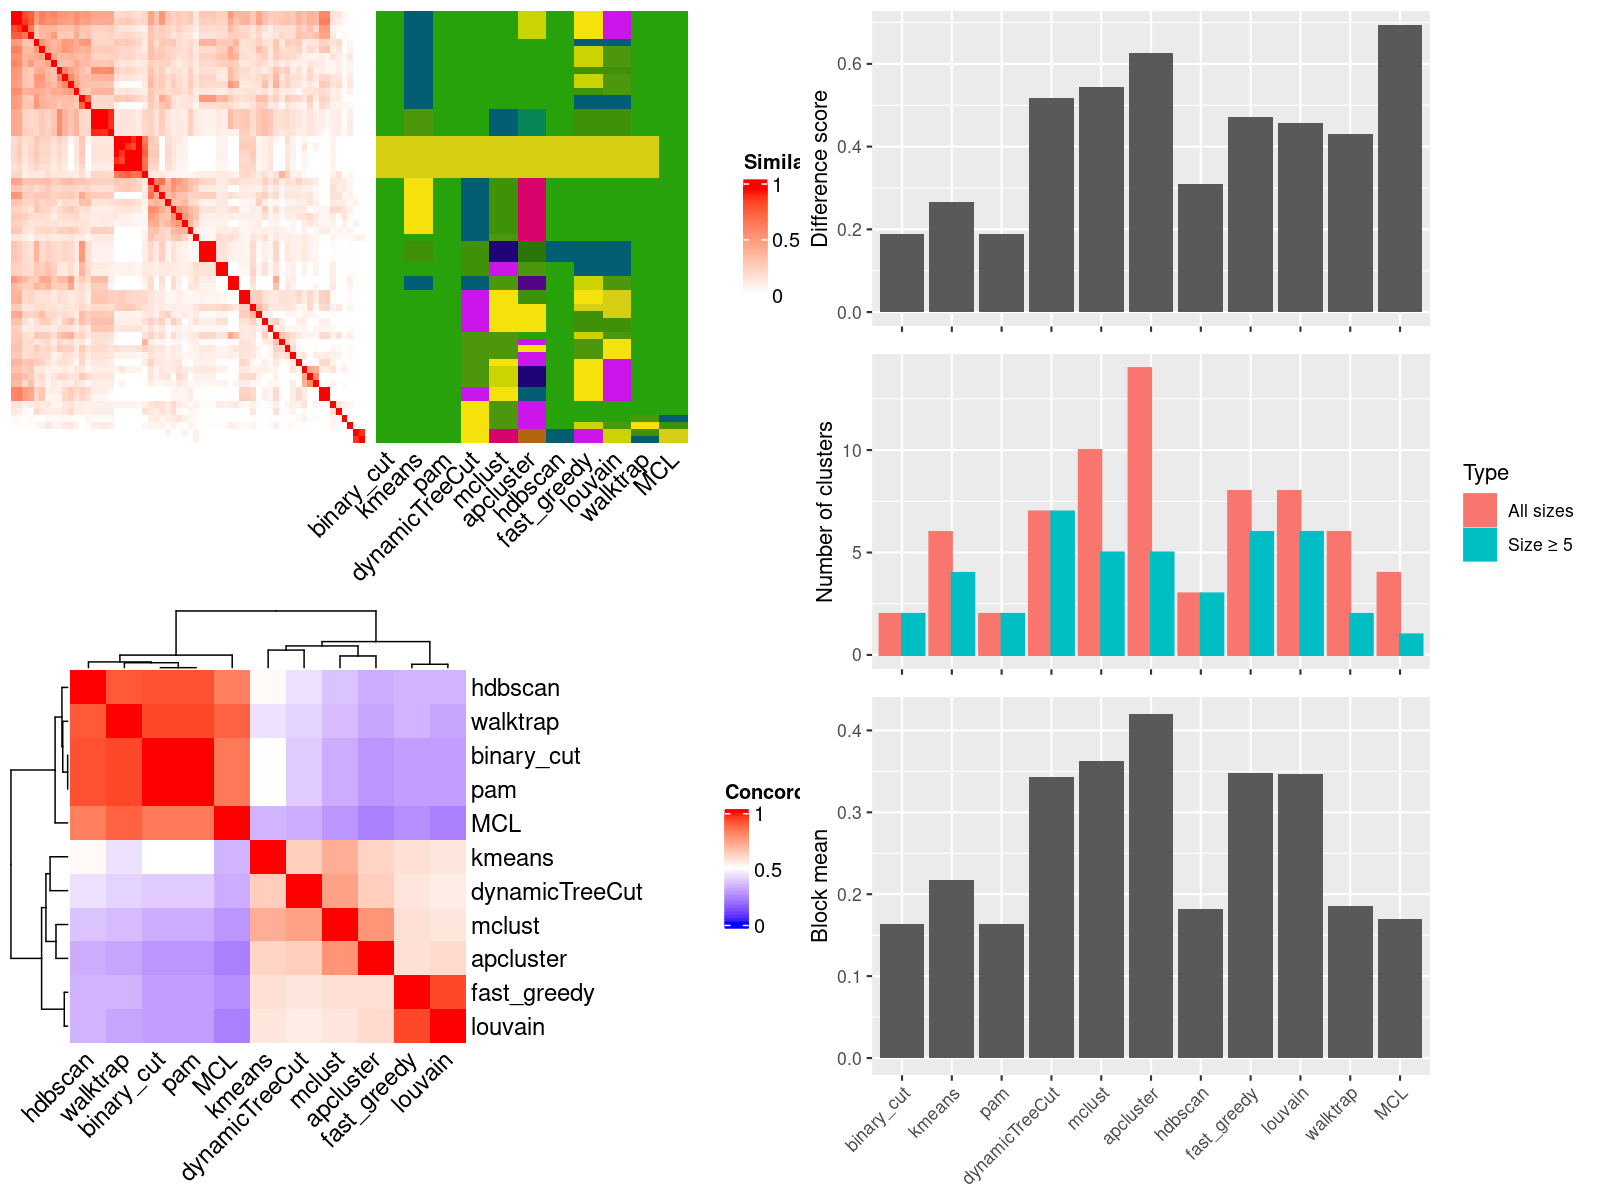 Simila
1
0.5
0
binary_cut
kmeans
pam
dynamicTreeCut
mclust
apcluster
hdbscan
fast_greedy
louvain
walktrap
MCL
hdbscan
walktrap
binary_cut
pam
MCL
kmeans
dynamicTreeCut
mclust
apcluster
fast_greedy
louvain
hdbscan
walktrap
binary_cut
pam
MCL
kmeans
dynamicTreeCut
mclust
apcluster
fast_greedy
louvain
Concord
1
0.5
0
Difference score
0.6
0.4
0.2
0.0
Number of clusters
10
5
0
Type
All sizes
Size ≥ 5
Block mean
0.4
0.3
0.2
0.1
0.0
binary_cut
kmeans
pam
dynamicTreeCut
mclust
apcluster
hdbscan
fast_greedy
louvain
walktrap
MCL